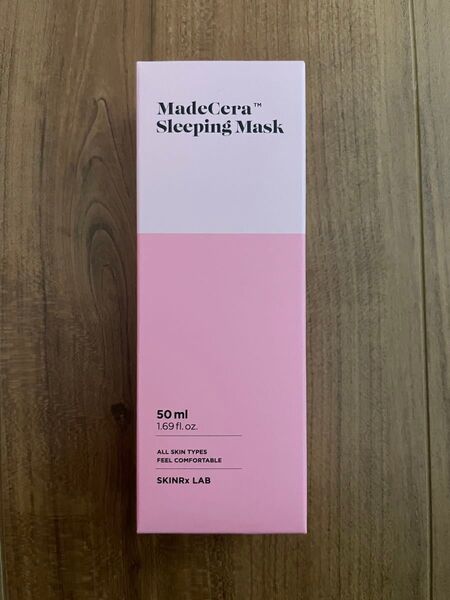 MadeCera™
Sleeping Mask
50 ml
1.69 fl. oz.
ALL SKIN TYPES
FEEL COMFORTABLE
SKINRx LAB